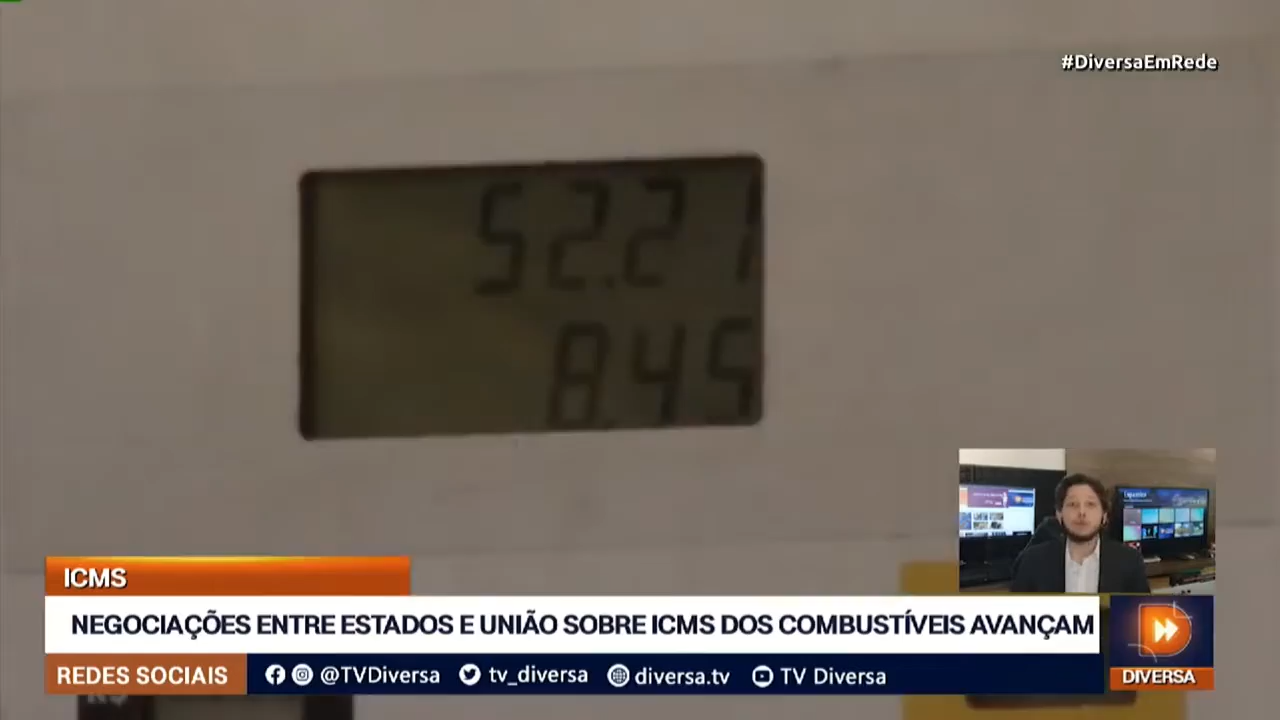 #DiversaEmRede
52.21
8.45
ICMS
NEGOCIAÇÕES ENTRE ESTADOS E UNIÃO SOBRE ICMS DOS COMBUSTÍVEIS AVANÇAM
REDES SOCIAIS
@TVDiversa tv_diversa diversa.tv TV Diversa
DIVERSA